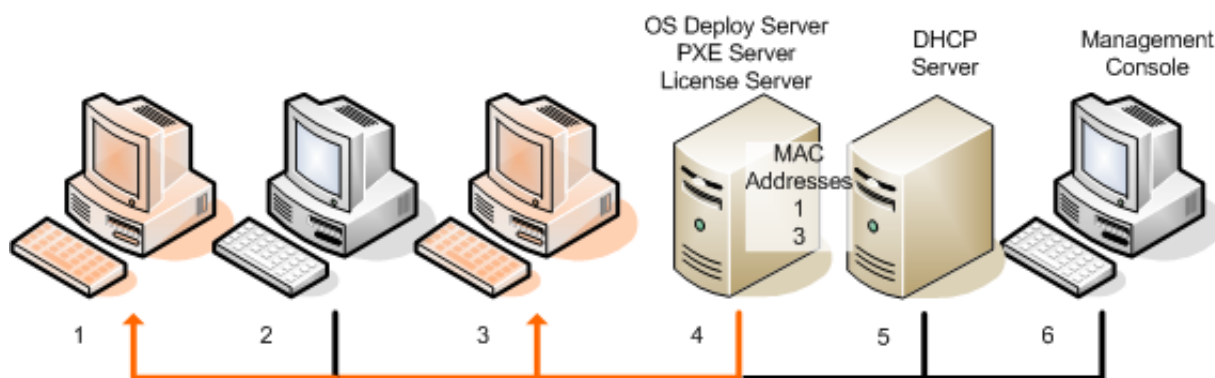 OS Deploy Server
PXE Server
License Server
DHCP
Server
Management
Console
MAC
Addresses
1
3
1
2
3
4
5
6